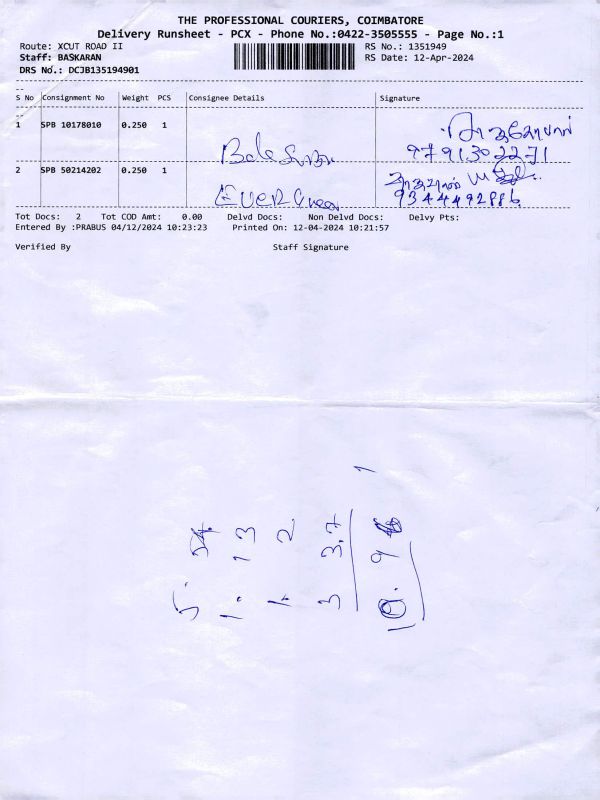 THE PROFESSIONAL COURIERS, COIMBATORE
Delivery Runsheet - PCX - Phone No.:0422-3505555 - Page No.:1
Route: XCUT ROAD II
RS No.: 1351949
Staff: BASKARAN
RS Date: 12-Apr-2024
DRS No.: DCJB135194901
S No Consignment No Weight PCS Consignee Details Signature
1 SPB 10178010 0.250 1
9791302271
2 SPB 50214202 0.250 1
9344492886
Tot Docs: 2 Tot COD Amt: 0.00 Delvd Docs: Non Delvd Docs: Delvy Pts:
Entered By :PRABUS 04/12/2024 10:23:23 Printed On: 12-04-2024 10:21:57
Verified By Staff Signature